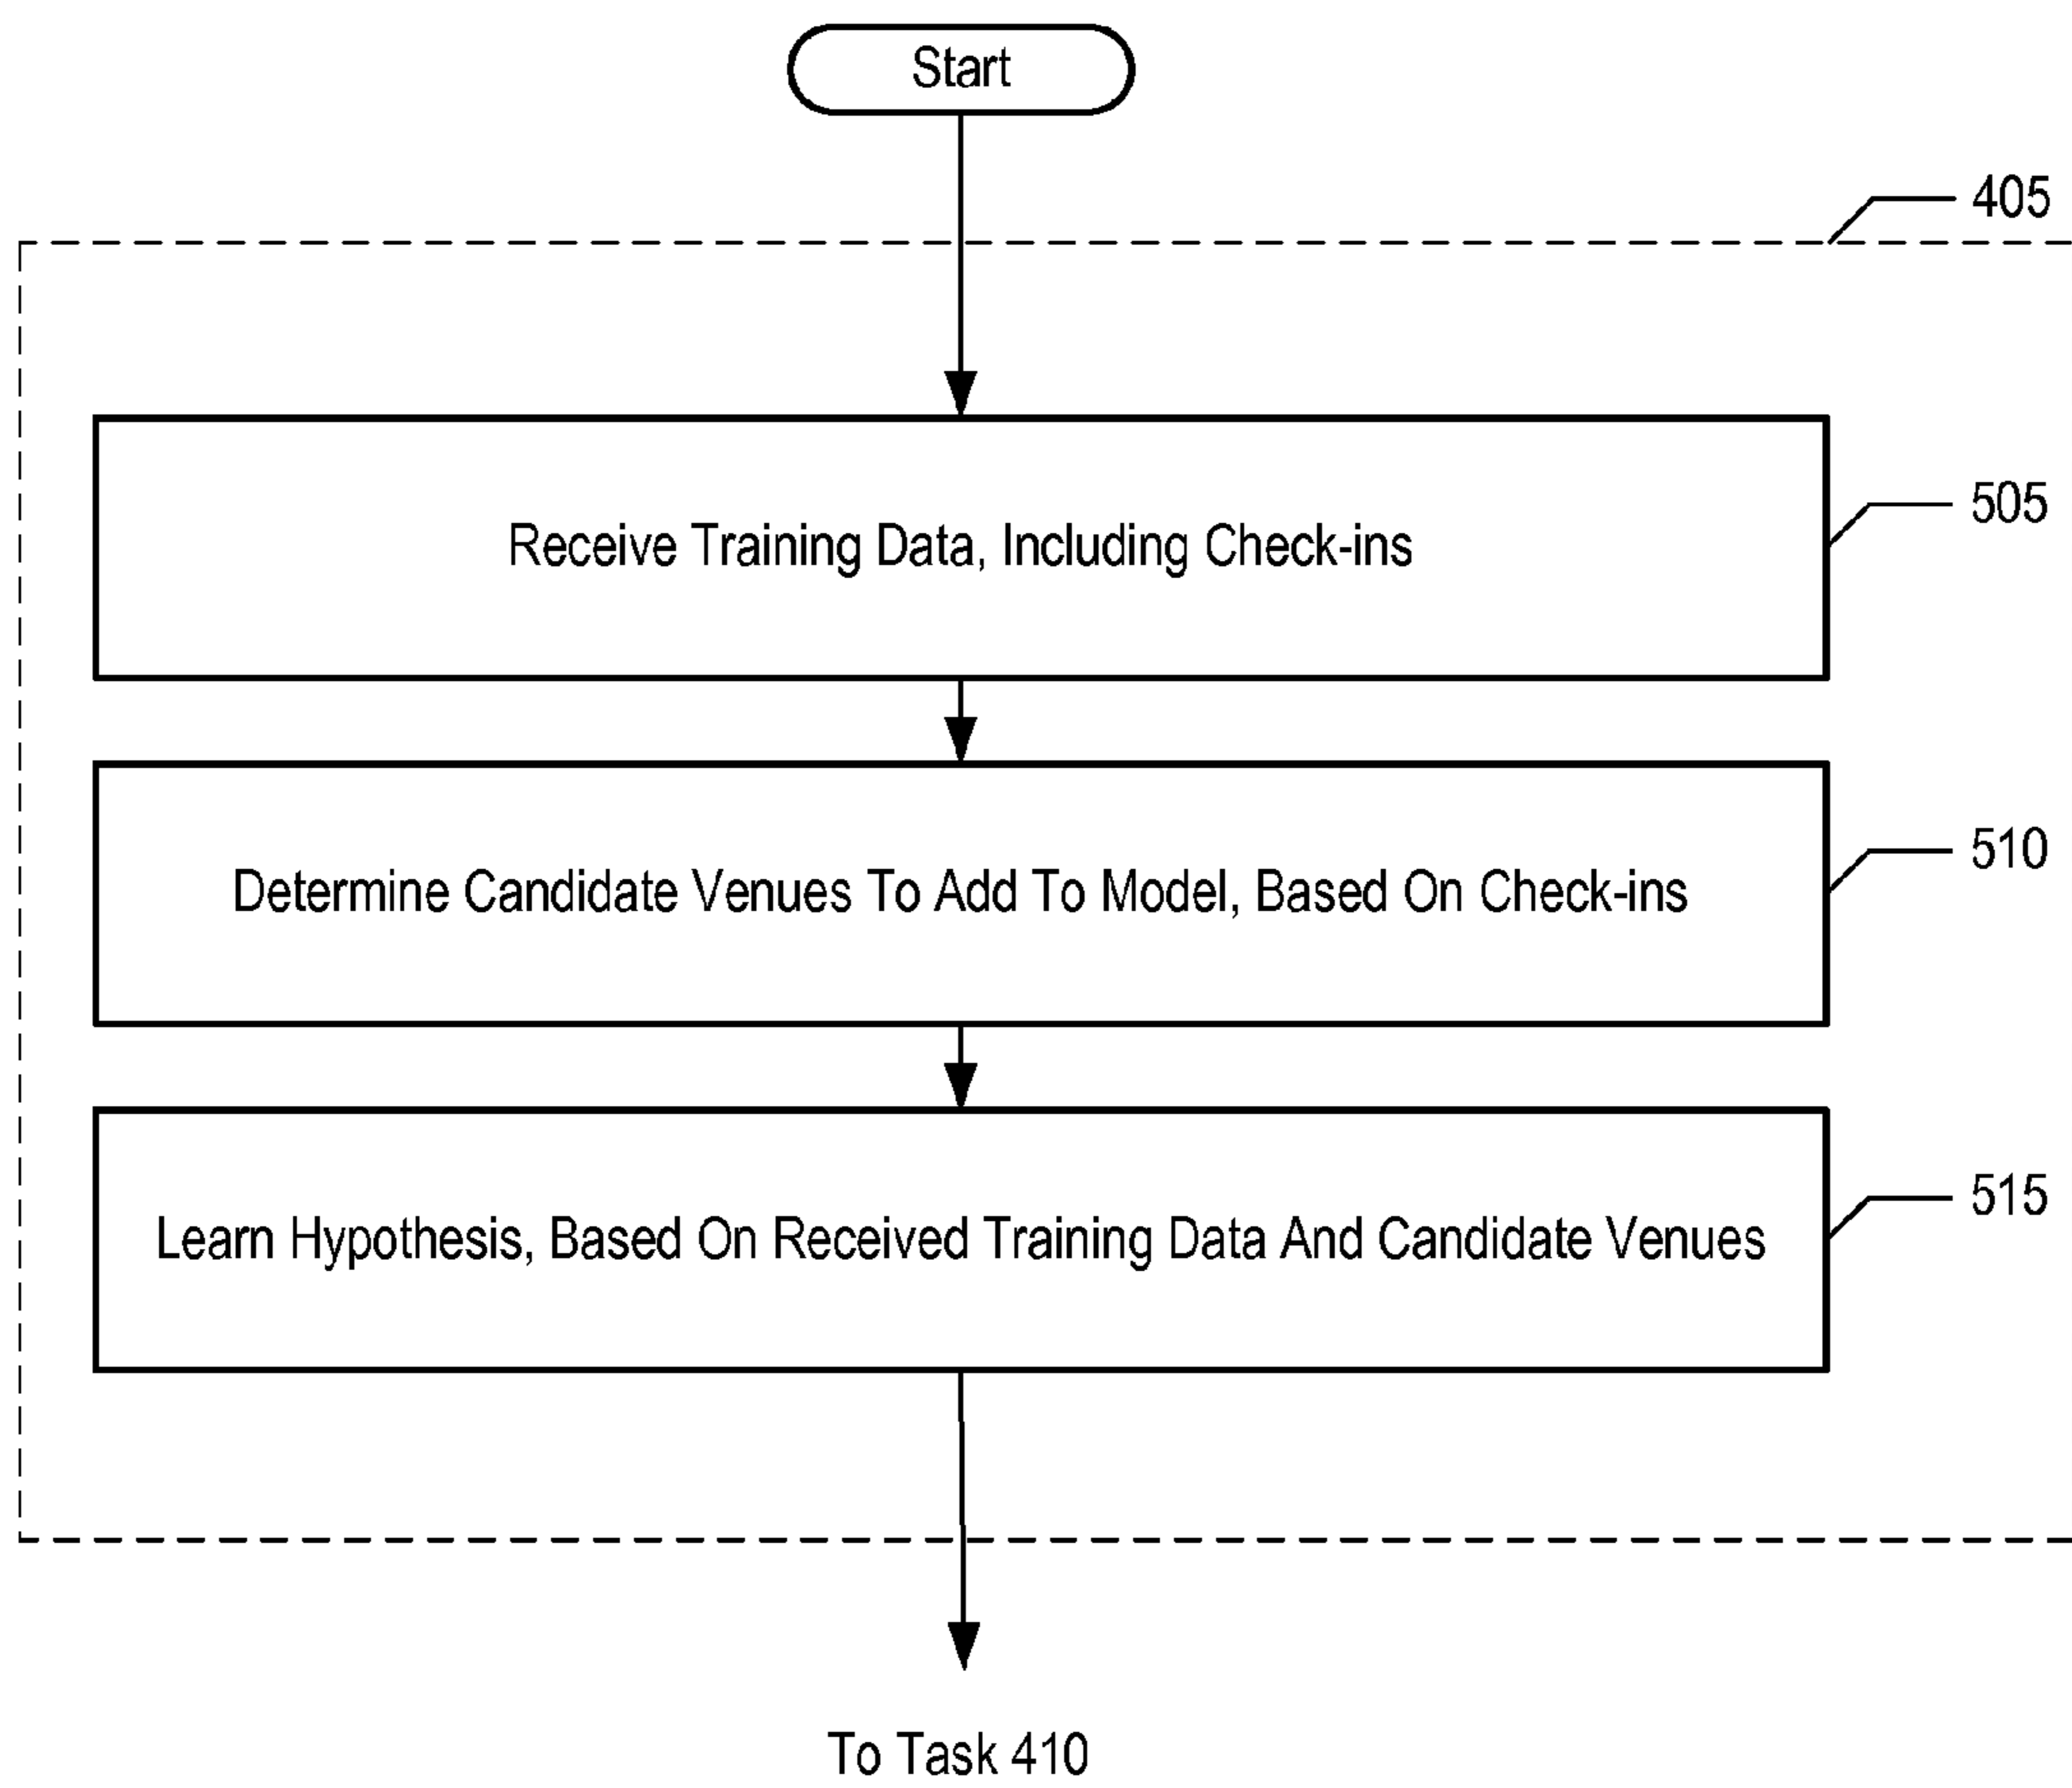 Start
405
Receive Training Data, Including Check-ins
505
Determine Candidate Venues To Add To Model, Based On Check-ins
510
Learn Hypothesis, Based On Received Training Data And Candidate Venues
515
To Task 410